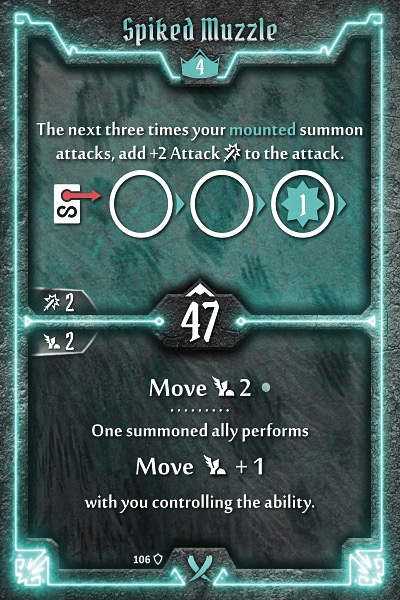 Spiked Muzzle
4
The next three times your mounted summon
attacks, add +2 Attack to the attack.
S
1
2
47
2
Move 2
One summoned ally performs
Move + 1
with you controlling the ability.
106